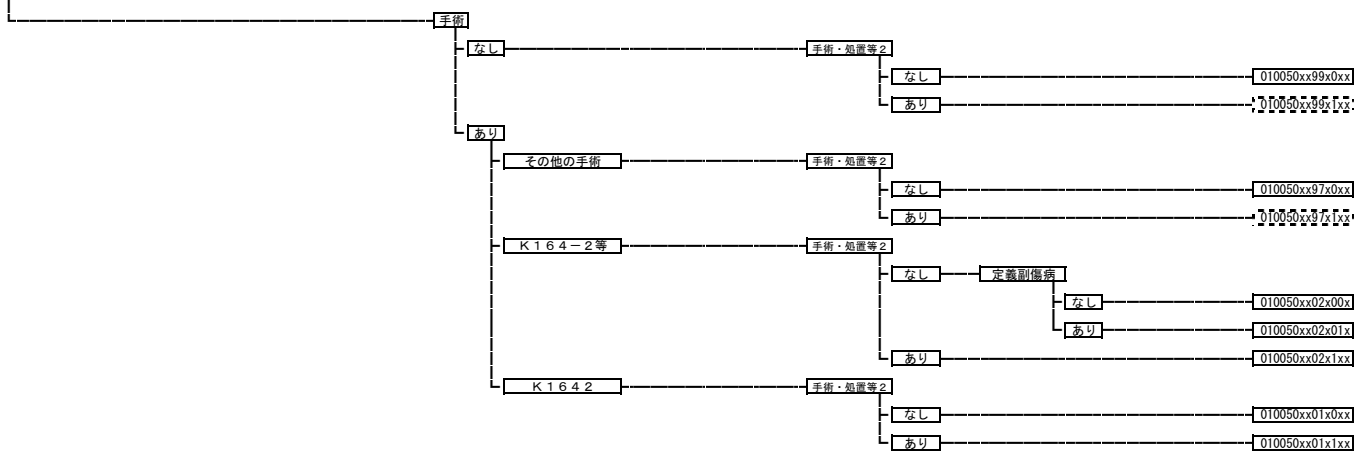 手術
なし 手術・処置等2
なし 010050xx99x0xx
あり 010050xx99x1xx
あり
その他の手術 手術・処置等2
なし 010050xx97x0xx
あり 010050xx97x1xx
K164-2等 手術・処置等2
なし 定義副傷病
なし 010050xx02x00x
あり 010050xx02x01x
あり 010050xx02x1xx
K1642 手術・処置等2
なし 010050xx01x0xx
あり 010050xx01x1xx